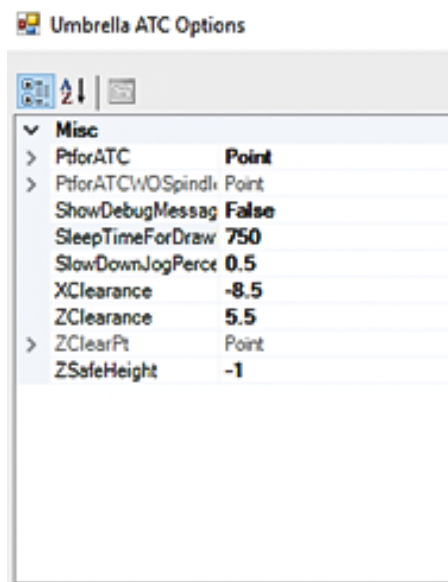 Umbrella ATC Options
Misc
PtforATC Point
PtforATCWOSpindl Point
ShowDebugMessag False
SleepTimeForDraw 750
SlowDownJogPerce 0.5
XClearance -8.5
ZClearance 5.5
ZClearPt Point
ZSafeHeight -1